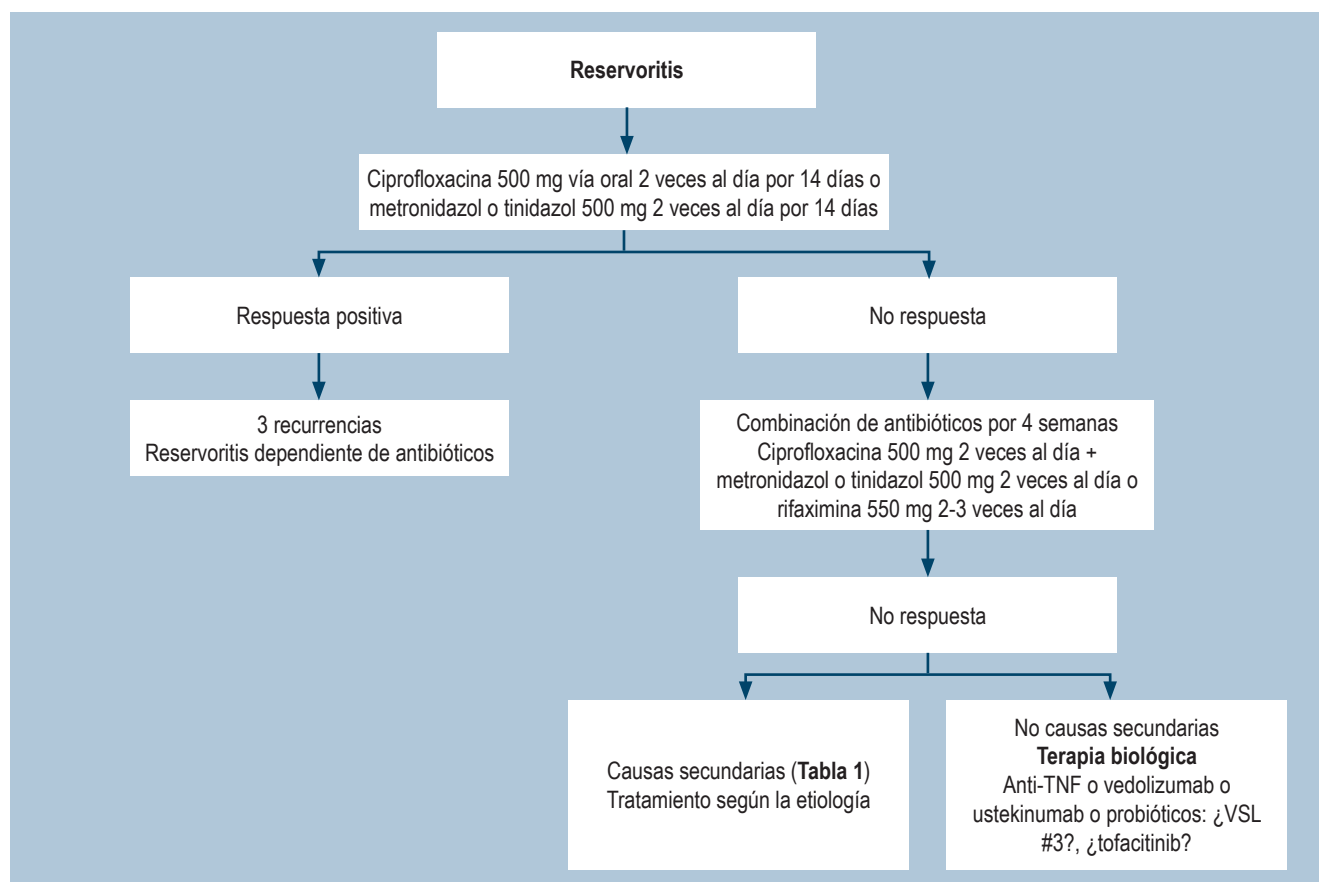 Reservoritis
Ciprofloxacina 500 mg vía oral 2 veces al día por 14 días o
metronidazol o tinidazol 500 mg 2 veces al día por 14 días
Respuesta positiva
No respuesta
3 recurrencias
Reservoritis dependiente de antibióticos
Combinación de antibióticos por 4 semanas
Ciprofloxacina 500 mg 2 veces al día +
metronidazol o tinidazol 500 mg 2 veces al día o
rifaximina 550 mg 2-3 veces al día
No respuesta
Causas secundarias (Tabla 1)
Tratamiento según la etiología
No causas secundarias
Terapia biológica
Anti-TNF o vedolizumab o
ustekinumab o probióticos: ¿VSL
#3?, ¿tofacitinib?